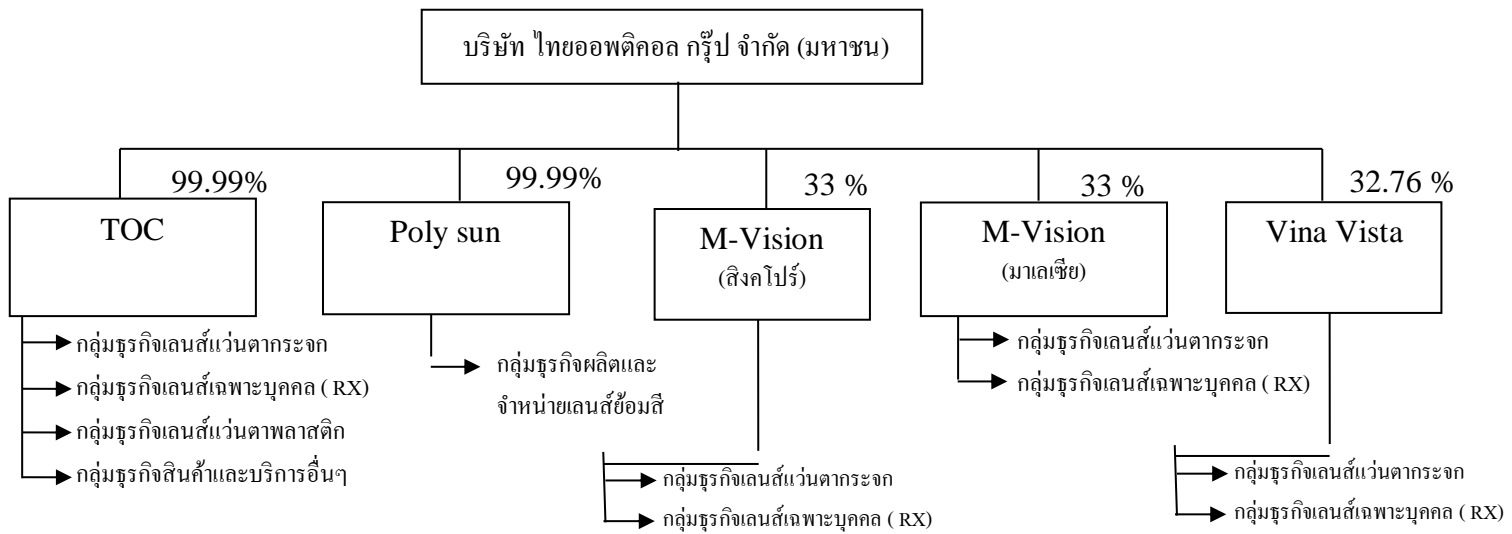 บริษัท ไทยออพติคอล กรุ๊ป จำกัด (มหาชน)
99.99%
99.99%
33 %
33 %
32.76 %
TOC
Poly sun
M-Vision
(สิงคโปร์)
M-Vision
(มาเลเซีย)
Vina Vista
กลุ่มธุรกิจเลนส์แว่นตากระจก
กลุ่มธุรกิจเลนส์เฉพาะบุคคล ( RX)
กลุ่มธุรกิจเลนส์แว่นตาพลาสติก
กลุ่มธุรกิจสินค้าและบริการอื่นๆ
กลุ่มธุรกิจผลิตและ
จำหน่ายเลนส์ย้อมสี
กลุ่มธุรกิจเลนส์แว่นตากระจก
กลุ่มธุรกิจเลนส์เฉพาะบุคคล ( RX)
กลุ่มธุรกิจเลนส์แว่นตากระจก
กลุ่มธุรกิจเลนส์เฉพาะบุคคล ( RX)
กลุ่มธุรกิจเลนส์แว่นตากระจก
กลุ่มธุรกิจเลนส์เฉพาะบุคคล ( RX)